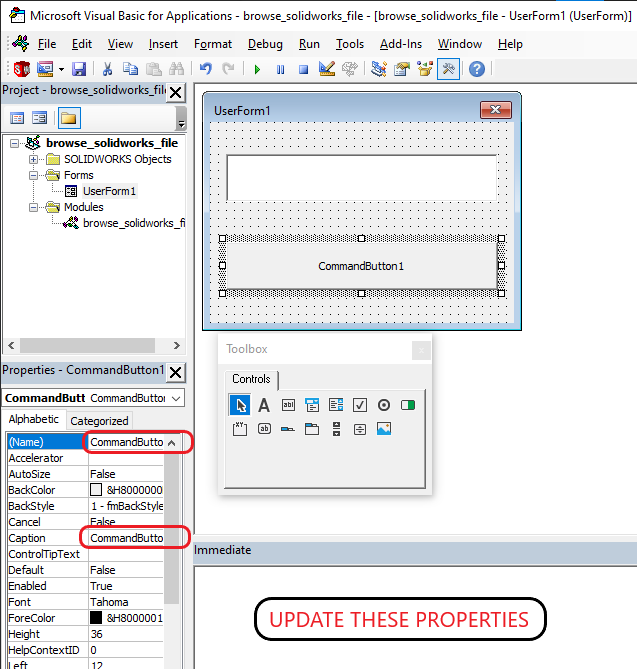 Microsoft Visual Basic for Applications - browse_solidworks_file - [browse_solidworks_file - UserForm1 (UserForm)]
File Edit View Insert Format Debug Run Tools Add-Ins Window Help
Project - browse_solidworks_fil
browse_solidworks_file
SOLIDWORKS Objects
Forms
UserForm1
Modules
browse_solidworks_fi
UserForm1
CommandButton1
Toolbox
Controls
Properties - CommandButton1
CommandButt CommandButton
Alphabetic Categorized
(Name) CommandButto
Accelerator
AutoSize False
BackColor &H8000000
BackStyle 1 - fmBackStyle
Cancel False
Caption CommandButto
ControlTipText
Default False
Enabled True
Font Tahoma
ForeColor &H8000001
Height 36
HelpContextID 0
Left 12
Immediate
UPDATE THESE PROPERTIES